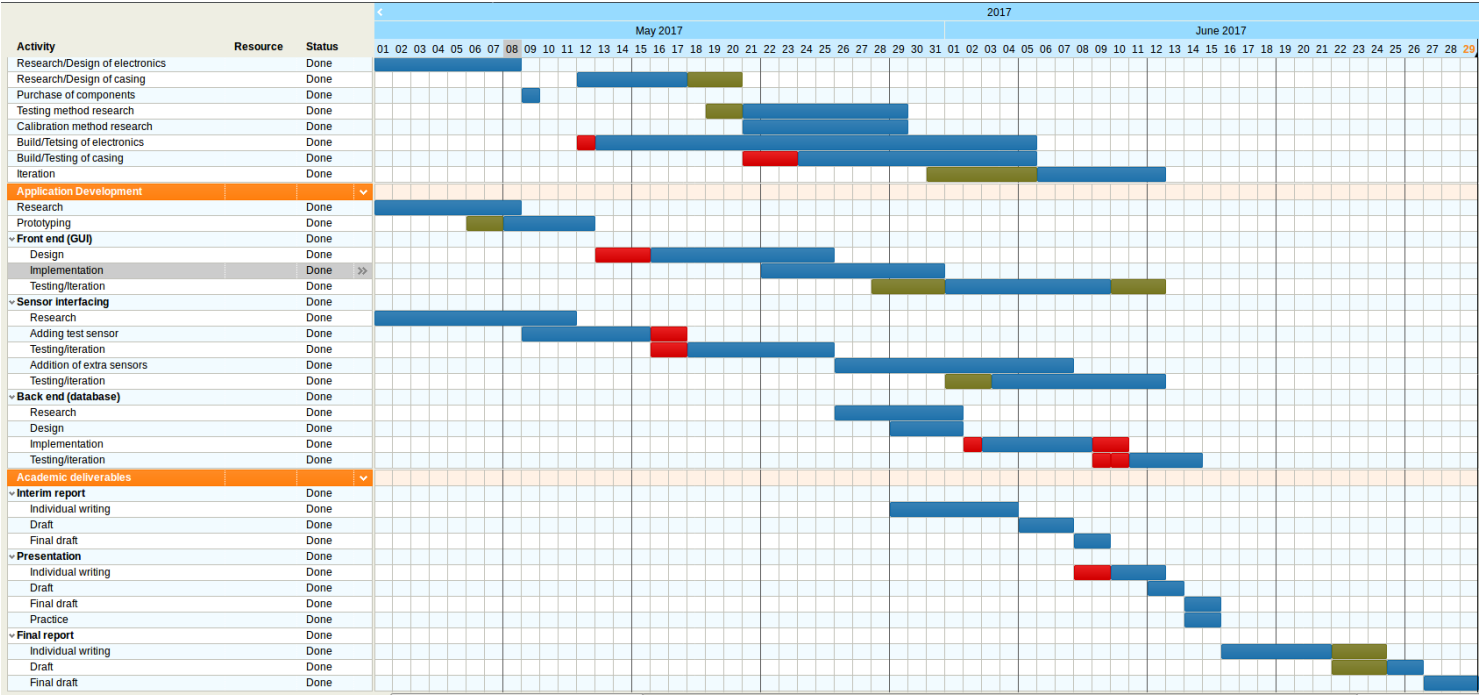 2017
May 2017 June 2017
Activity Resource Status 01 02 03 04 05 06 07 08 09 10 11 12 13 14 15 16 17 18 19 20 21 22 23 24 25 26 27 28 29 30 31 01 02 03 04 05 06 07 08 09 10 11 12 13 14 15 16 17 18 19 20 21 22 23 24 25 26 27 28 29
Research/Design of electronics Done
Research/Design of casing Done
Purchase of components Done
Testing method research Done
Calibration method research Done
Build/Tetsing of electronics Done
Build/Testing of casing Done
Iteration Done
Application Development
Research Done
Prototyping Done
Front end (GUI) Done
Design Done
Implementation Done
Testing/Iteration Done
Sensor interfacing Done
Research Done
Adding test sensor Done
Testing/iteration Done
Addition of extra sensors Done
Testing/iteration Done
Back end (database) Done
Research Done
Design Done
Implementation Done
Testing/iteration Done
Academic deliverables
Interim report Done
Individual writing Done
Draft Done
Final draft Done
Presentation Done
Individual writing Done
Draft Done
Final draft Done
Practice Done
Final report Done
Individual writing Done
Draft Done
Final draft Done